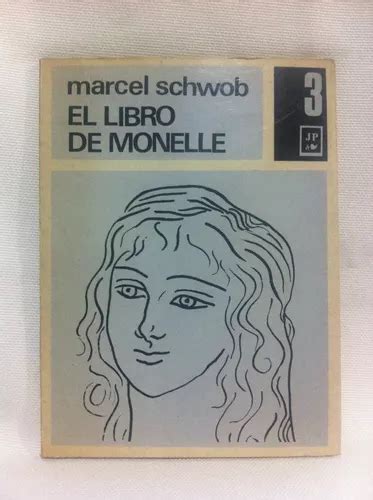 marcel schwob
EL LIBRO
DE MONELLE
3
JP